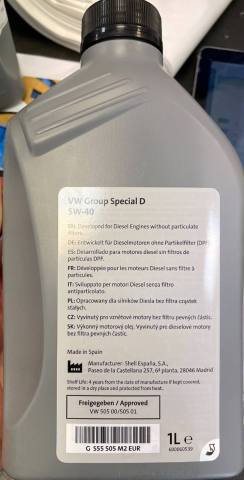 VW Group Special D
5W-40
EN: Developed for Diesel Engines without particulate
filters.
DE: Entwickelt für Dieselmotoren ohne Partikelfilter (DPF)
ES: Desarrollado para motores diésel sin filtros de
partículas DPF.
FR: Développés pour les moteurs Diesel sans filtre à
particules.
IT: Sviluppato per motori Diesel senza filtro
antiparticolato.
PL: Opracowany dla silników Diesla bez filtra cząstek
stałych.
CZ: Vyvinutý pro vznětové motory bez filtru pevných částic.
SK: Výkonný motorový olej. Vyvinutý pre dieselové motory
bez filtra pevných častíc.
Made in Spain
Manufacturer: Shell España, S.A.,
Paseo de la Castellana 257, 6ª planta, 28046 Madrid
Shelf Life: 4 years from the date of manufacture if kept covered,
stored in a dry place and protected from heat.
Freigegeben / Approved
VW 505 00/505 01
G 555 505 M2 EUR
1L e
600060539